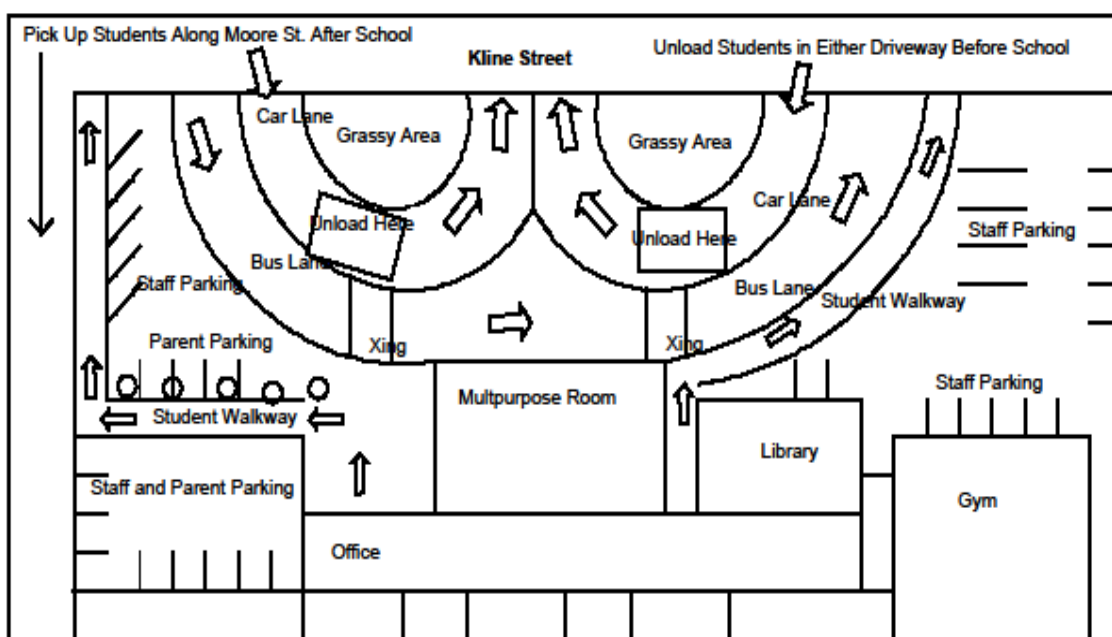 Pick Up Students Along Moore St. After School
Unload Students in Either Driveway Before School
Kline Street
Car Lane
Grassy Area
Grassy Area
Car Lane
Unload Here
Unload Here
Staff Parking
Bus Lane
Bus Lane
Staff Parking
Student Walkway
Parent Parking
Xing
Xing
Staff Parking
Multpurpose Room
Student Walkway
Library
Staff and Parent Parking
Gym
Office